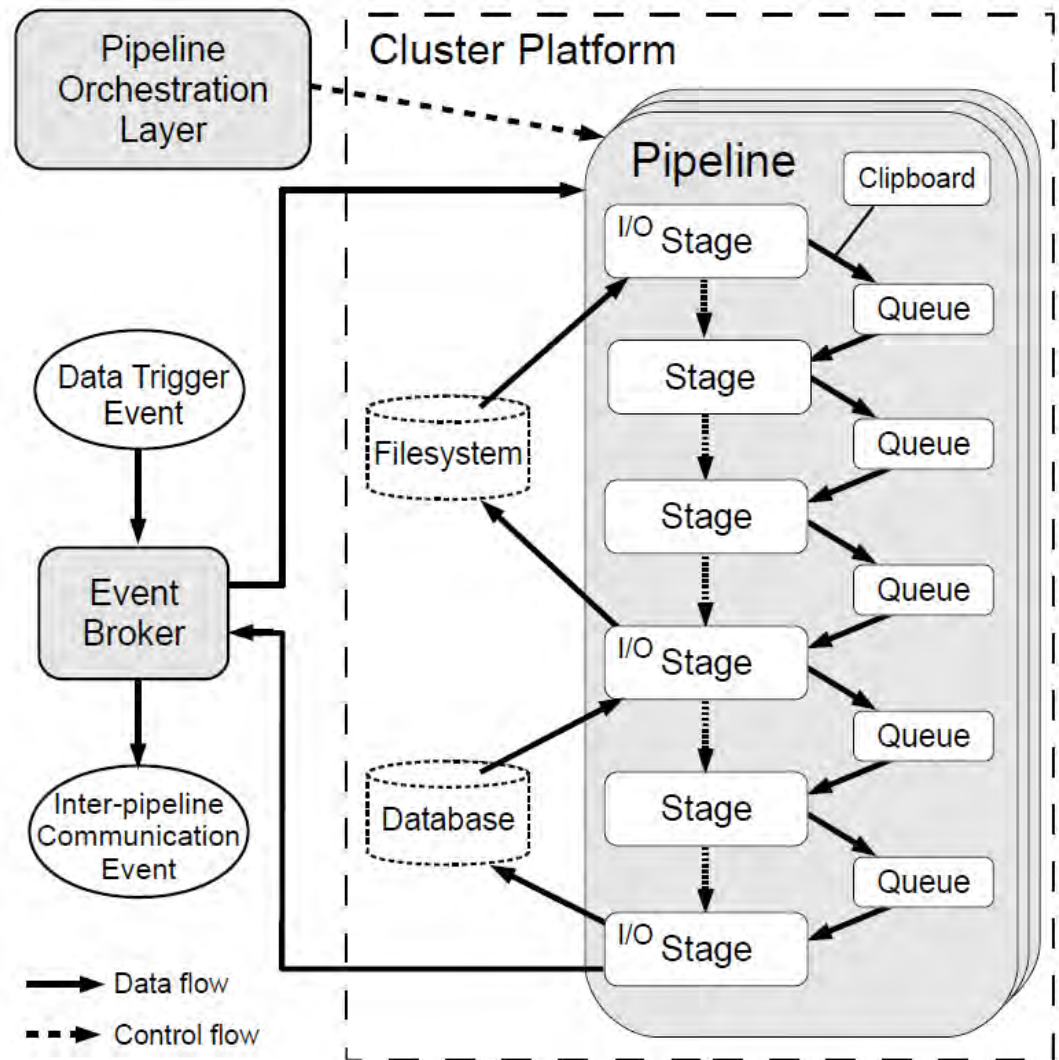 Pipeline
Orchestration
Layer
Cluster Platform
Pipeline
Clipboard
I/O Stage
Queue
Stage
Queue
Stage
Queue
I/O Stage
Queue
Stage
Queue
I/O Stage
Data Trigger
Event
Filesystem
Event
Broker
Database
Inter-pipeline
Communication
Event
Data flow
Control flow